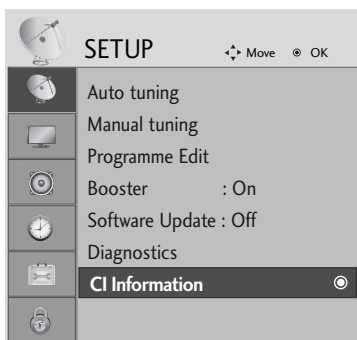 SETUP Move OK
Auto tuning
Manual tuning
Programme Edit
Booster : On
Software Update : Off
Diagnostics
CI Information